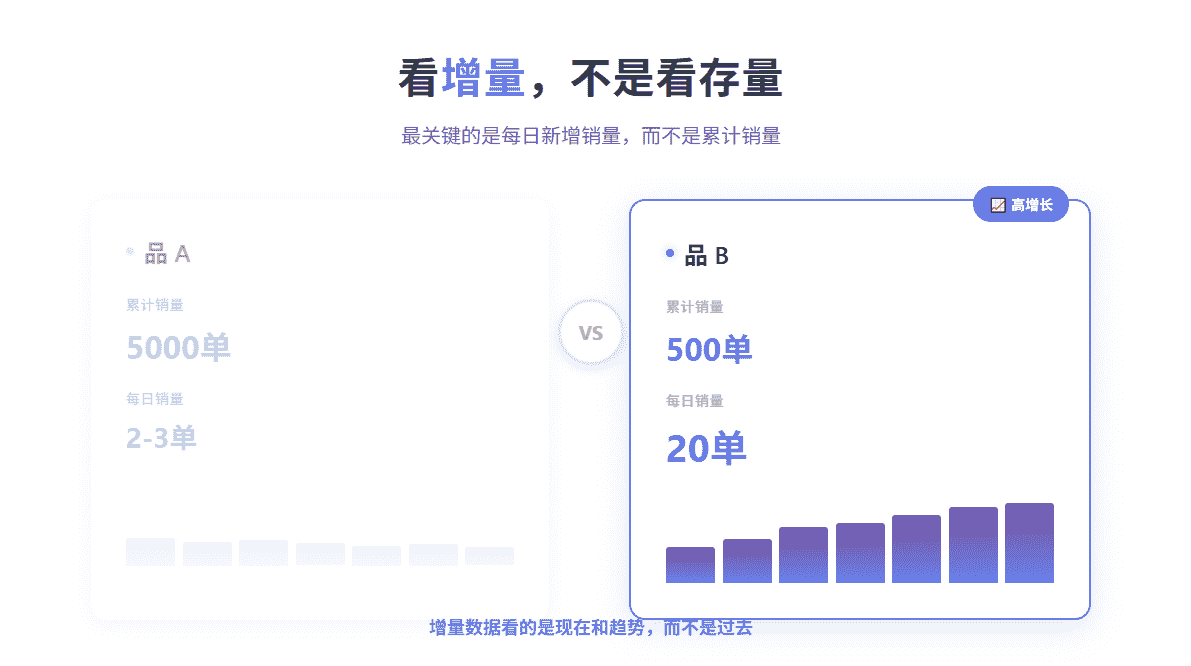 看增量，不是看存量
最关键的是每日新增销量，而不是累计销量
品 A
累计销量
5000单
每日销量
2-3单
VS
高增长
品 B
累计销量
500单
每日销量
20单
增量数据看的是现在和趋势，而不是过去